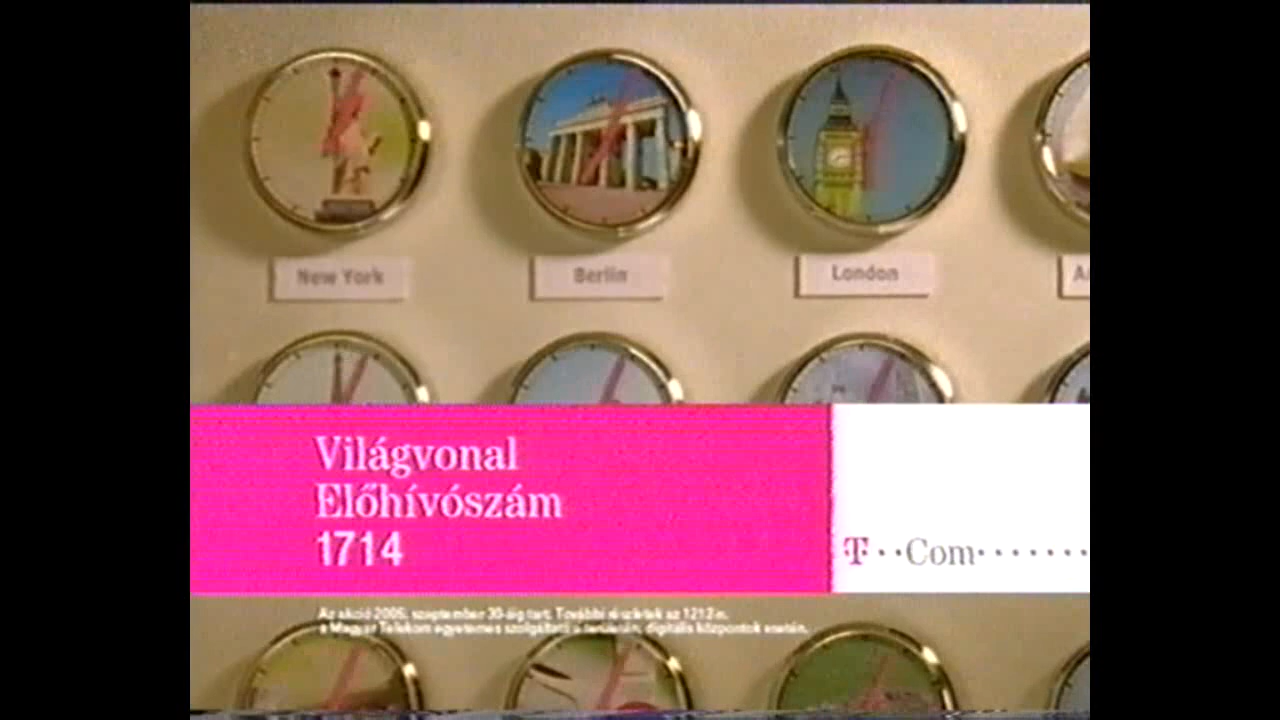 New York
Berlin
London
A
Világvonal
Előhívószám
1714
T··Com·······
Az akció 2005. szeptember 30-áig tart. További részletek az 1212-n,
a Magyar Telekom egyetemes szolgáltatói területén, digitális központok esetén.